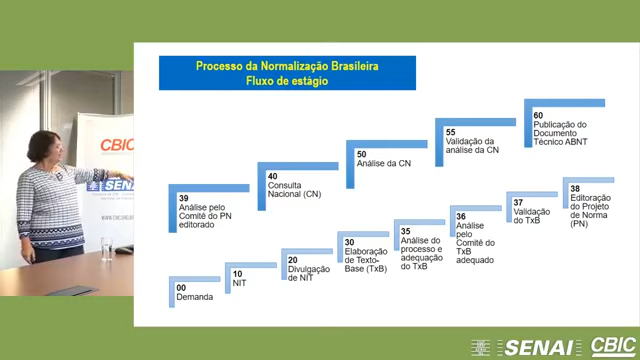 Processo da Normalização Brasileira
Fluxo de estágio
60
Publicação do
Documento
Técnico ABNT
55
Validação da
análise da CN
50
Análise da CN
40
Consulta
Nacional (CN)
39
Análise pelo
Comitê do PN
editorado
38
Editoração
do Projeto
de Norma
(PN)
37
Validação
do TxB
36
Análise
pelo
Comitê do
TxB
adequado
35
Análise do
processo e
adequação
do TxB
30
Elaboração
de Texto-
Base (TxB)
20
Divulgação
de NIT
10
NIT
00
Demanda
CBIC
SENAI
SENAI
CBIC